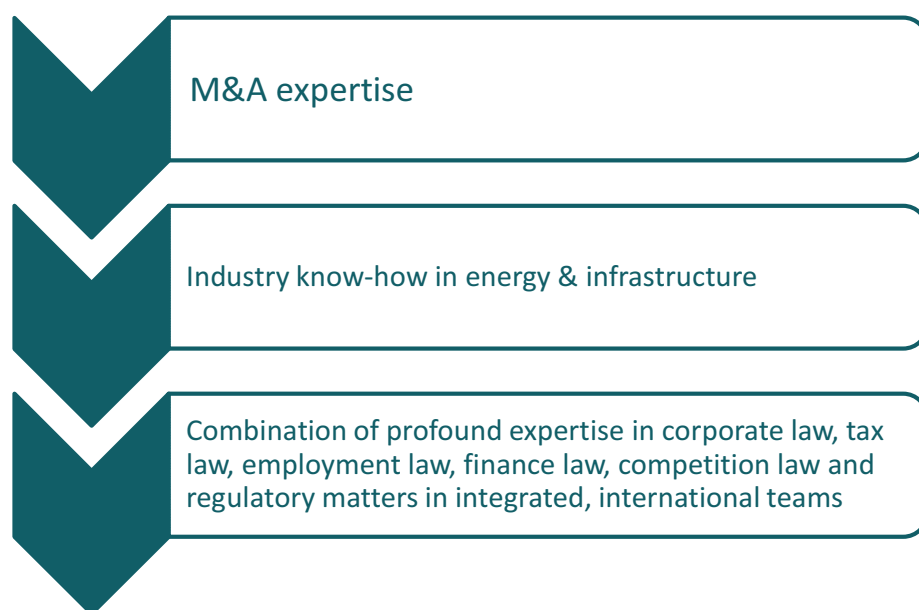 M&A expertise
Industry know-how in energy & infrastructure
Combination of profound expertise in corporate law, tax
law, employment law, finance law, competition law and
regulatory matters in integrated, international teams